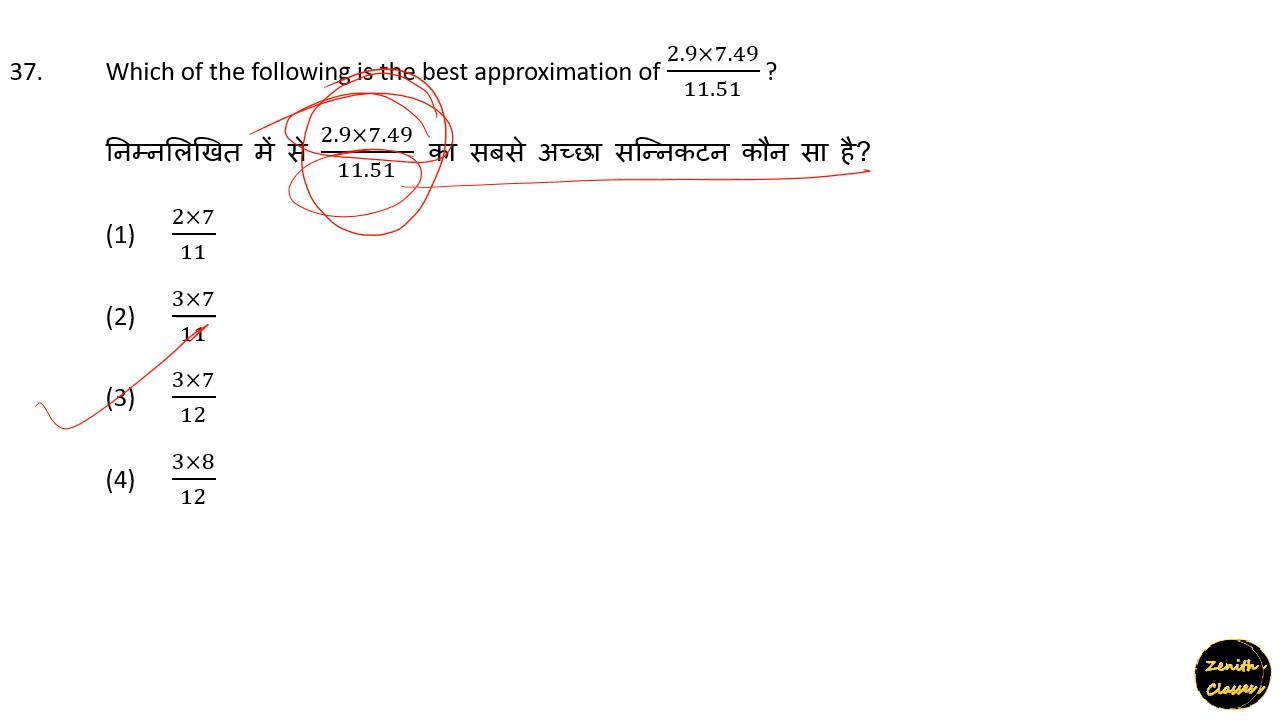 37. Which of the following is the best approximation of (2.9×7.49)/11.51 ?
निम्नलिखित में से (2.9×7.49)/11.51 का सबसे अच्छा सन्निकटन कौन सा है?
(1) (2×7)/11
(2) (3×7)/11
(3) (3×7)/12
(4) (3×8)/12
Zenith
Classes